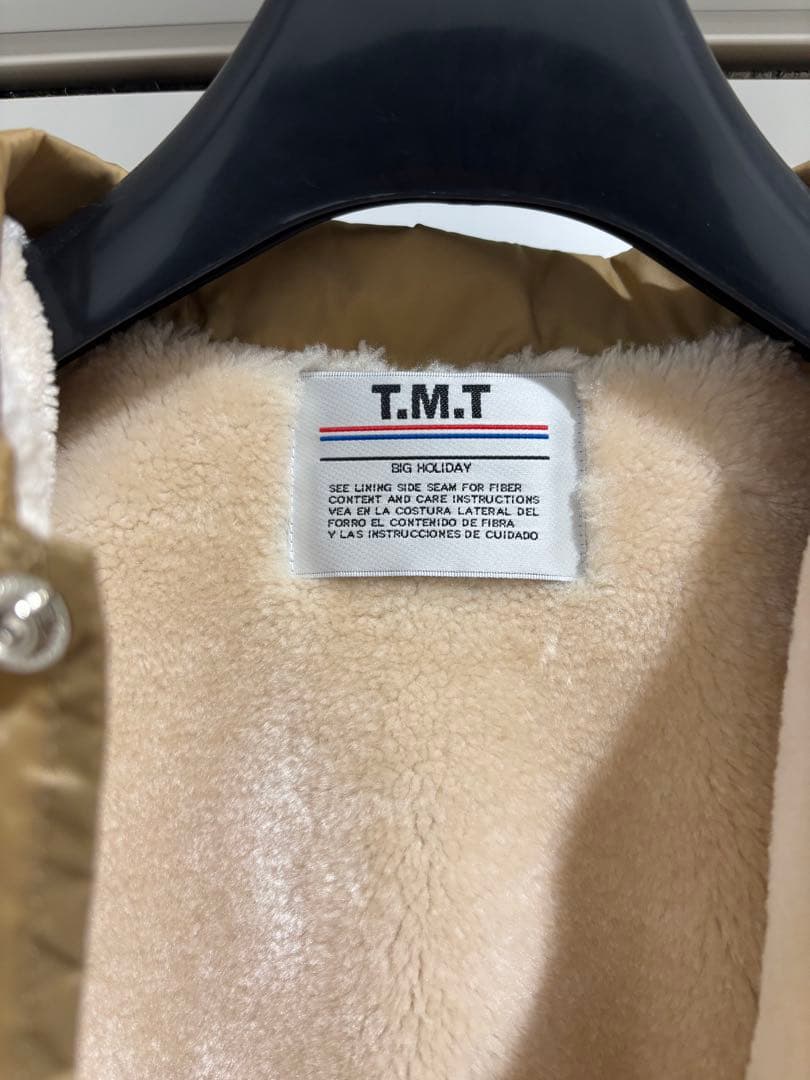 T.M.T
BIG HOLIDAY
SEE LINING SIDE SEAM FOR FIBER
CONTENT AND CARE INSTRUCTIONS
VEA EN LA COSTURA LATERAL DEL
FORRO EL CONTENIDO DE FIBRA
Y LAS INSTRUCCIONES DE CUIDADO